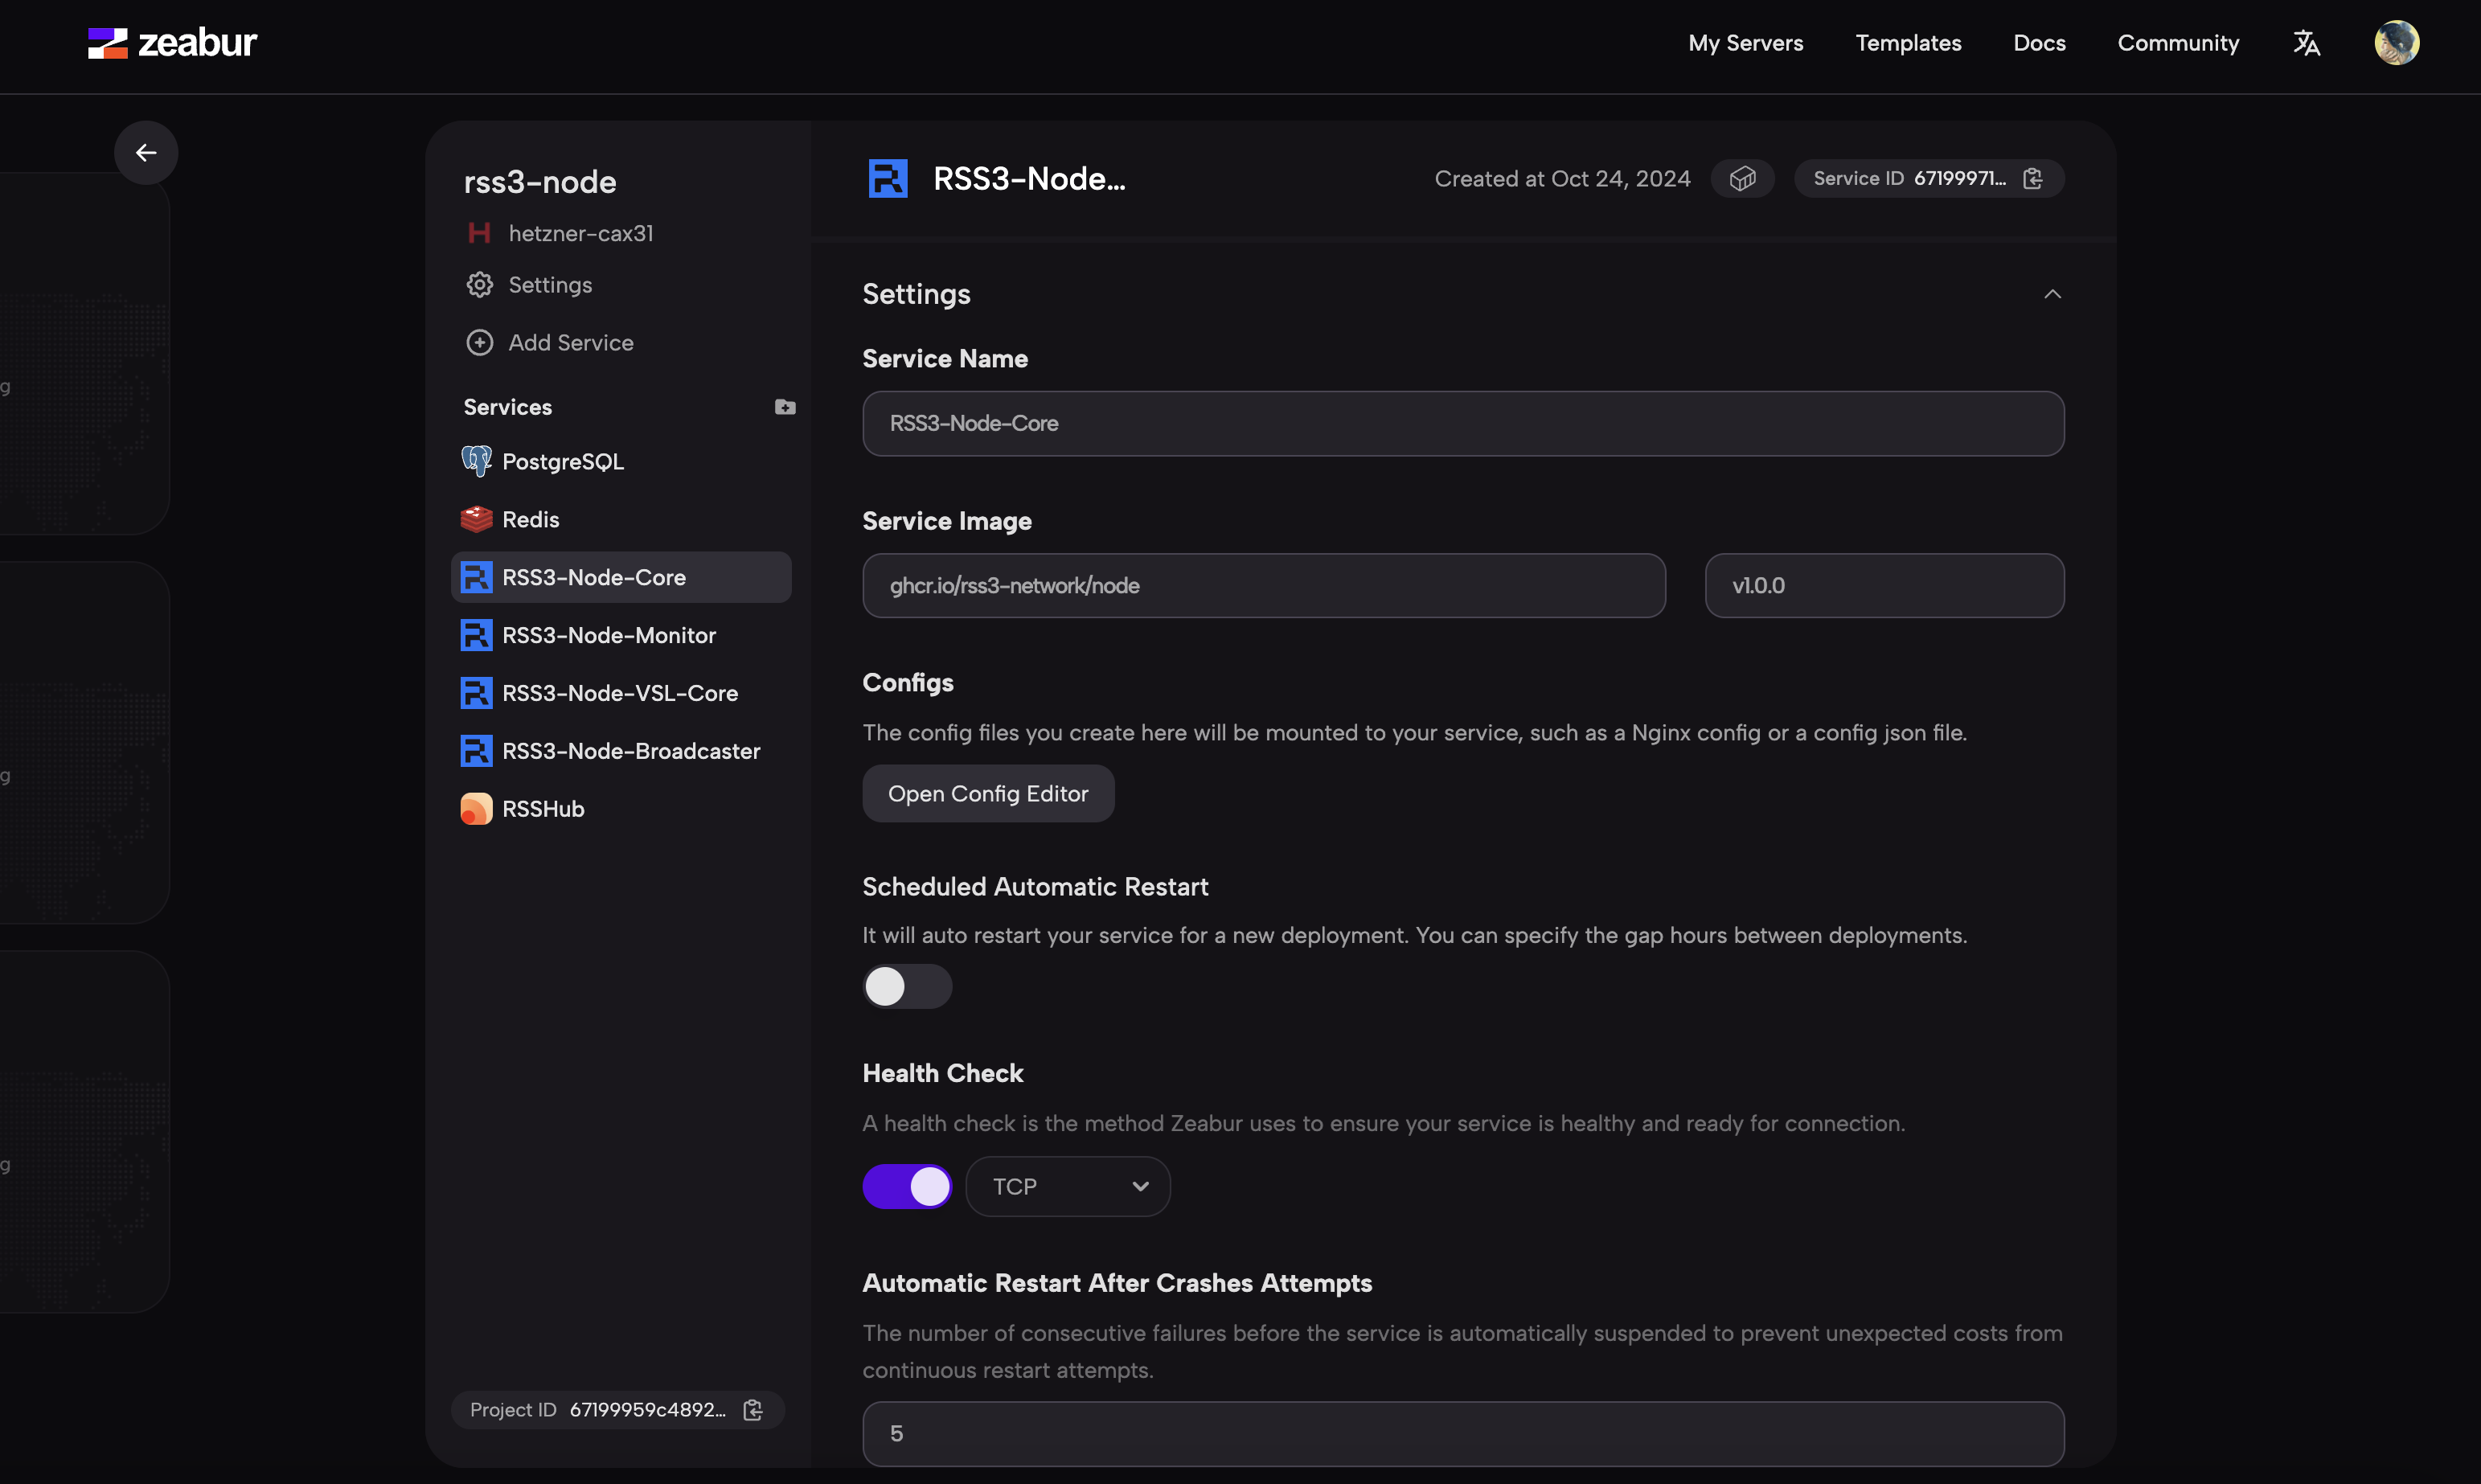 zeabur
My Servers
Templates
Docs
Community
rss3-node
hetzner-cax31
Settings
Add Service
Services
PostgreSQL
Redis
RSS3-Node-Core
RSS3-Node-Monitor
RSS3-Node-VSL-Core
RSS3-Node-Broadcaster
RSSHub
Project ID 67199959c4892...
RSS3-Node...
Created at Oct 24, 2024
Service ID 67199971...
Settings
Service Name
RSS3-Node-Core
Service Image
ghcr.io/rss3-network/node
v1.0.0
Configs
The config files you create here will be mounted to your service, such as a Nginx config or a config json file.
Open Config Editor
Scheduled Automatic Restart
It will auto restart your service for a new deployment. You can specify the gap hours between deployments.
Health Check
A health check is the method Zeabur uses to ensure your service is healthy and ready for connection.
TCP
Automatic Restart After Crashes Attempts
The number of consecutive failures before the service is automatically suspended to prevent unexpected costs from
continuous restart attempts.
5
g
g
g